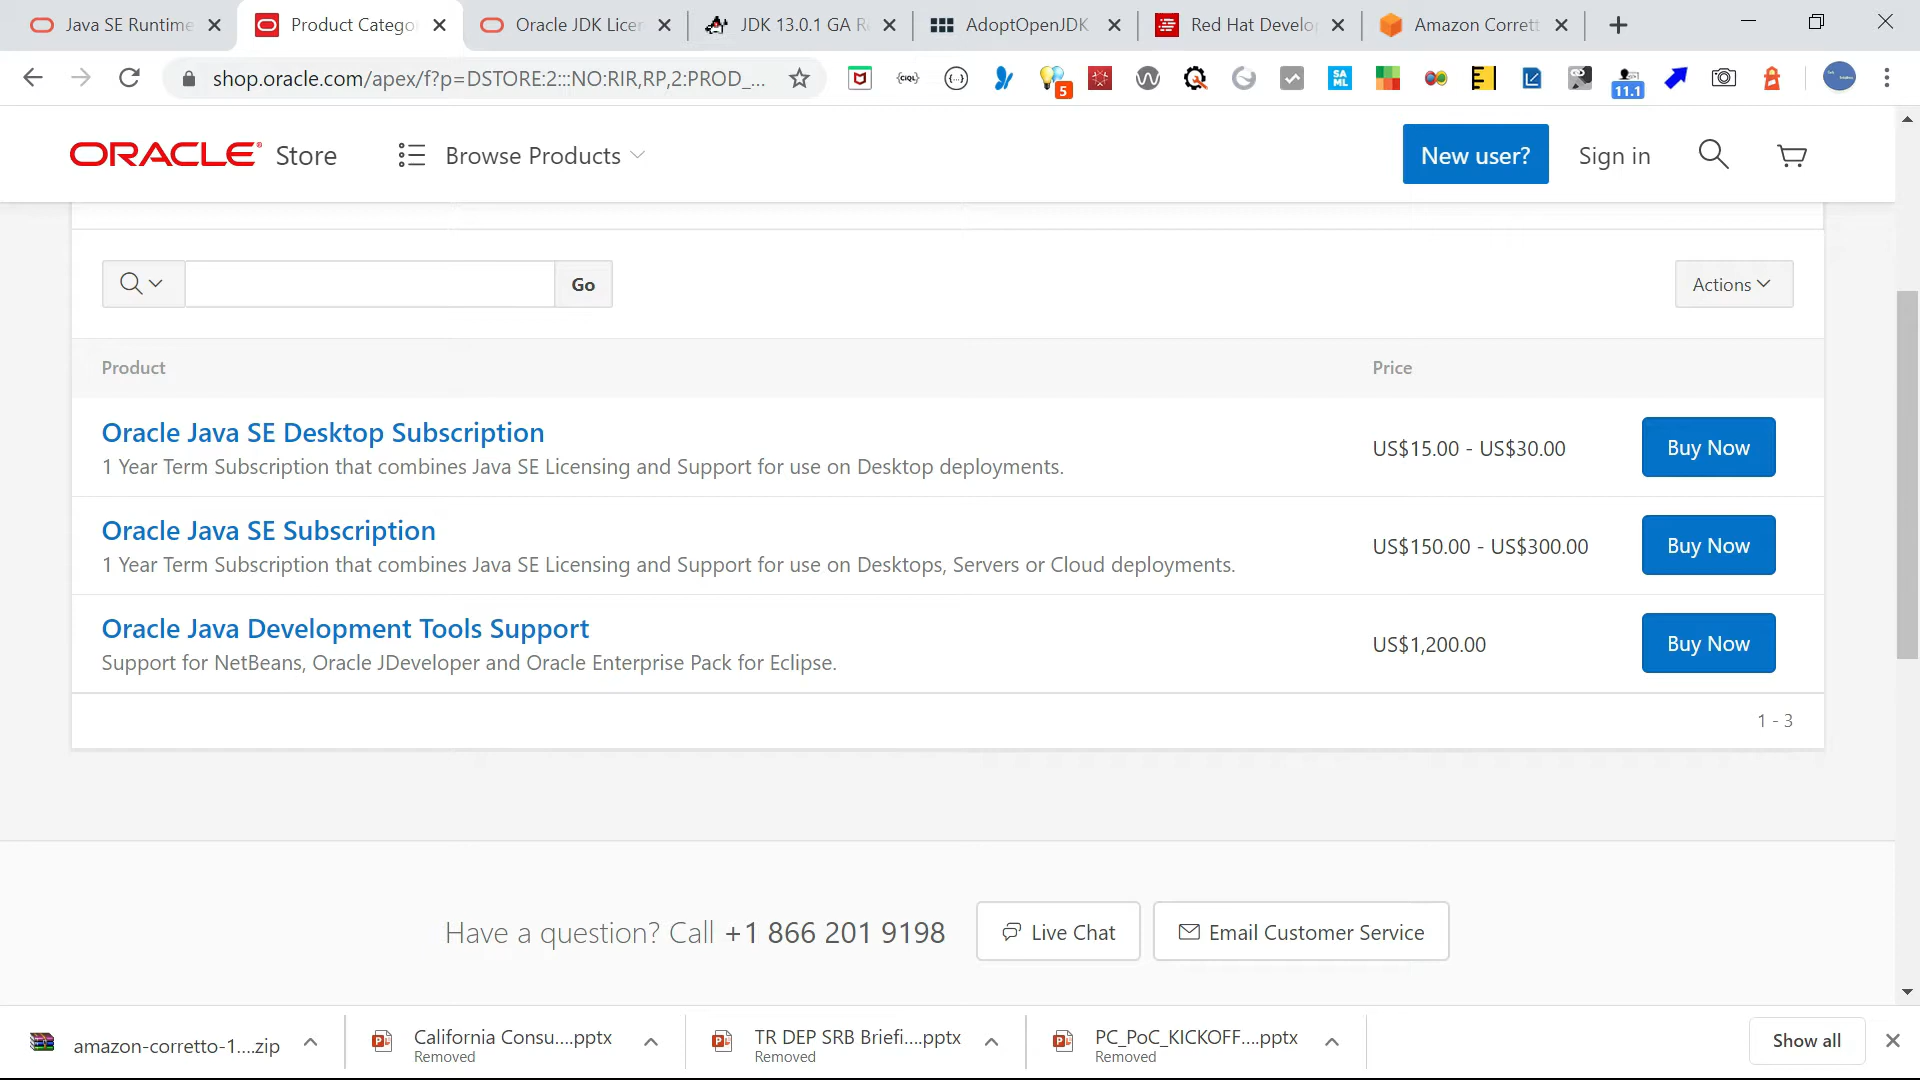 Java SE Runtime
Product Catego
Oracle JDK Licen
JDK 13.0.1 GA R
AdoptOpenJDK
Red Hat Develo
Amazon Corrett
shop.oracle.com/apex/f?p=DSTORE:2:::NO:RIR,RP,2:PROD_...
{CIQL}
{...}
5
SA
ML
11.1
ORACLE® Store
Browse Products
New user?
Sign in
Go
Actions
Product
Price
Oracle Java SE Desktop Subscription
1 Year Term Subscription that combines Java SE Licensing and Support for use on Desktop deployments.
US$15.00 - US$30.00
Buy Now
Oracle Java SE Subscription
1 Year Term Subscription that combines Java SE Licensing and Support for use on Desktops, Servers or Cloud deployments.
US$150.00 - US$300.00
Buy Now
Oracle Java Development Tools Support
Support for NetBeans, Oracle JDeveloper and Oracle Enterprise Pack for Eclipse.
US$1,200.00
Buy Now
1 - 3
Have a question? Call +1 866 201 9198
Live Chat
Email Customer Service
amazon-corretto-1....zip
California Consu....pptx
Removed
TR DEP SRB Briefi....pptx
Removed
PC_PoC_KICKOFF....pptx
Removed
Show all